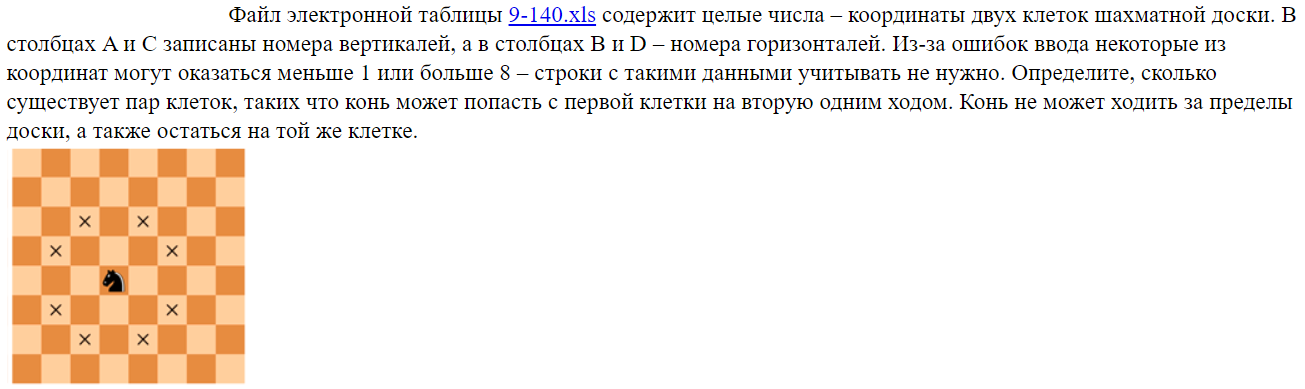 Файл электронной таблицы 9-140.xls содержит целые числа – координаты двух клеток шахматной доски. В
столбцах A и C записаны номера вертикалей, а в столбцах B и D – номера горизонталей. Из-за ошибок ввода некоторые из
координат могут оказаться меньше 1 или больше 8 – строки с такими данными учитывать не нужно. Определите, сколько
существует пар клеток, таких что конь может попасть с первой клетки на вторую одним ходом. Конь не может ходить за пределы
доски, а также остаться на той же клетке.